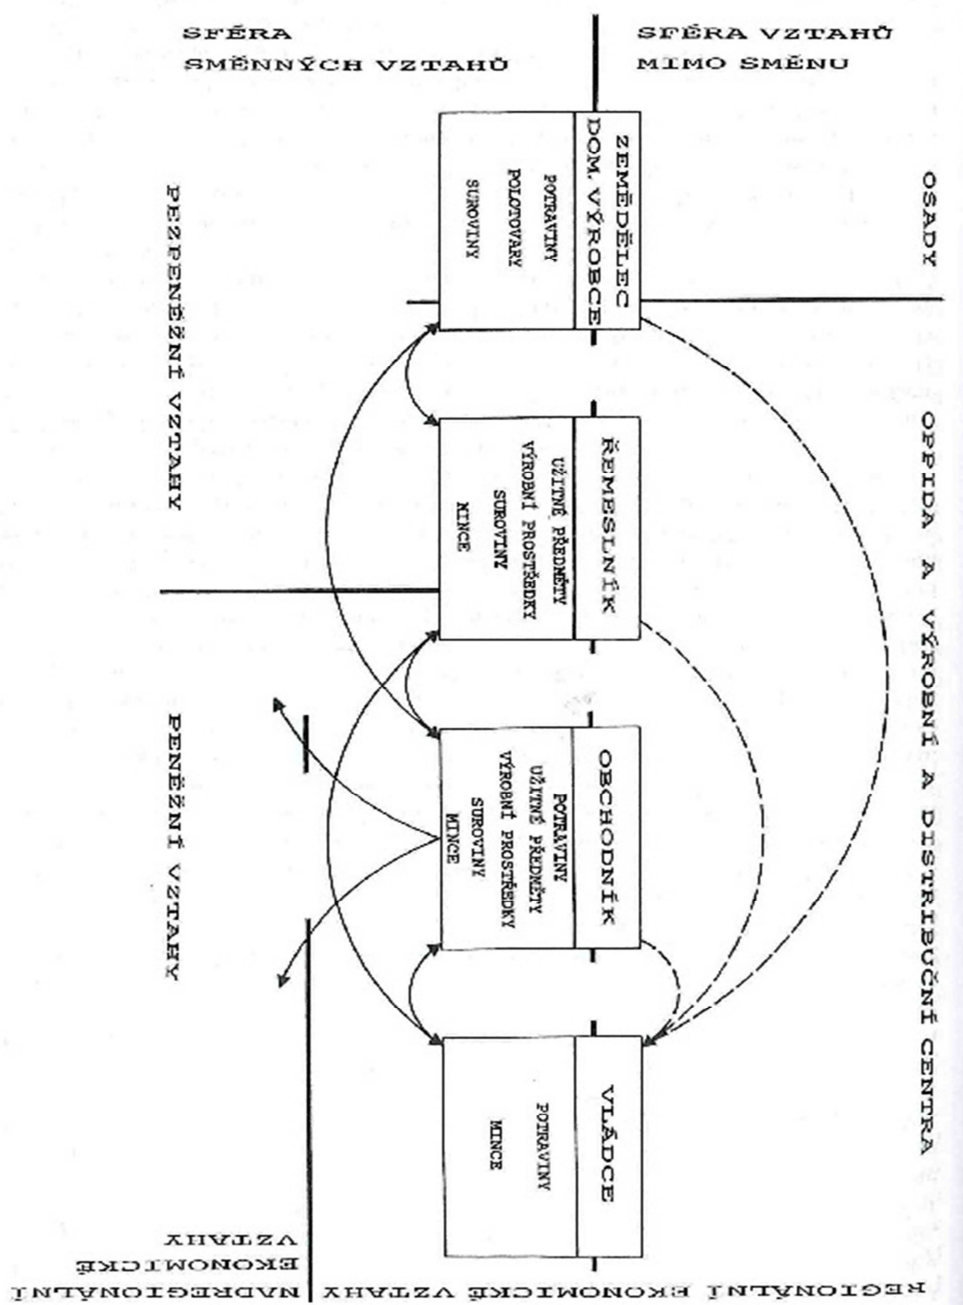 SFÉRA
SMĚNNÝCH VZTAHŮ
SFÉRA VZTAHŮ
MIMO SMĚNU
OSADY
OPPIDA A VÝROBNÍ A DISTRIBUČNÍ CENTRA
ZEMĚDĚLEC
DOM. VÝROBCE
POTRAVINY
POLOTOVARY
SUROVINY
ŘEMESLNÍK
UŽITNÉ PŘEDMĚTY
VÝROBNÍ PROSTŘEDKY
SUROVINY
MINCE
OBCHODNÍK
POTRAVINY
UŽITNÉ PŘEDMĚTY
VÝROBNÍ PROSTŘEDKY
SUROVINY
MINCE
VLÁDCE
POTRAVINY
MINCE
PEZPENĚŽNÍ VZTAHY
PENĚŽNÍ VZTAHY
REGIONÁLNÍ EKONOMICKÉ VZTAHY
NADREGIONÁLNÍ
EKONOMICKÉ
VZTAHY